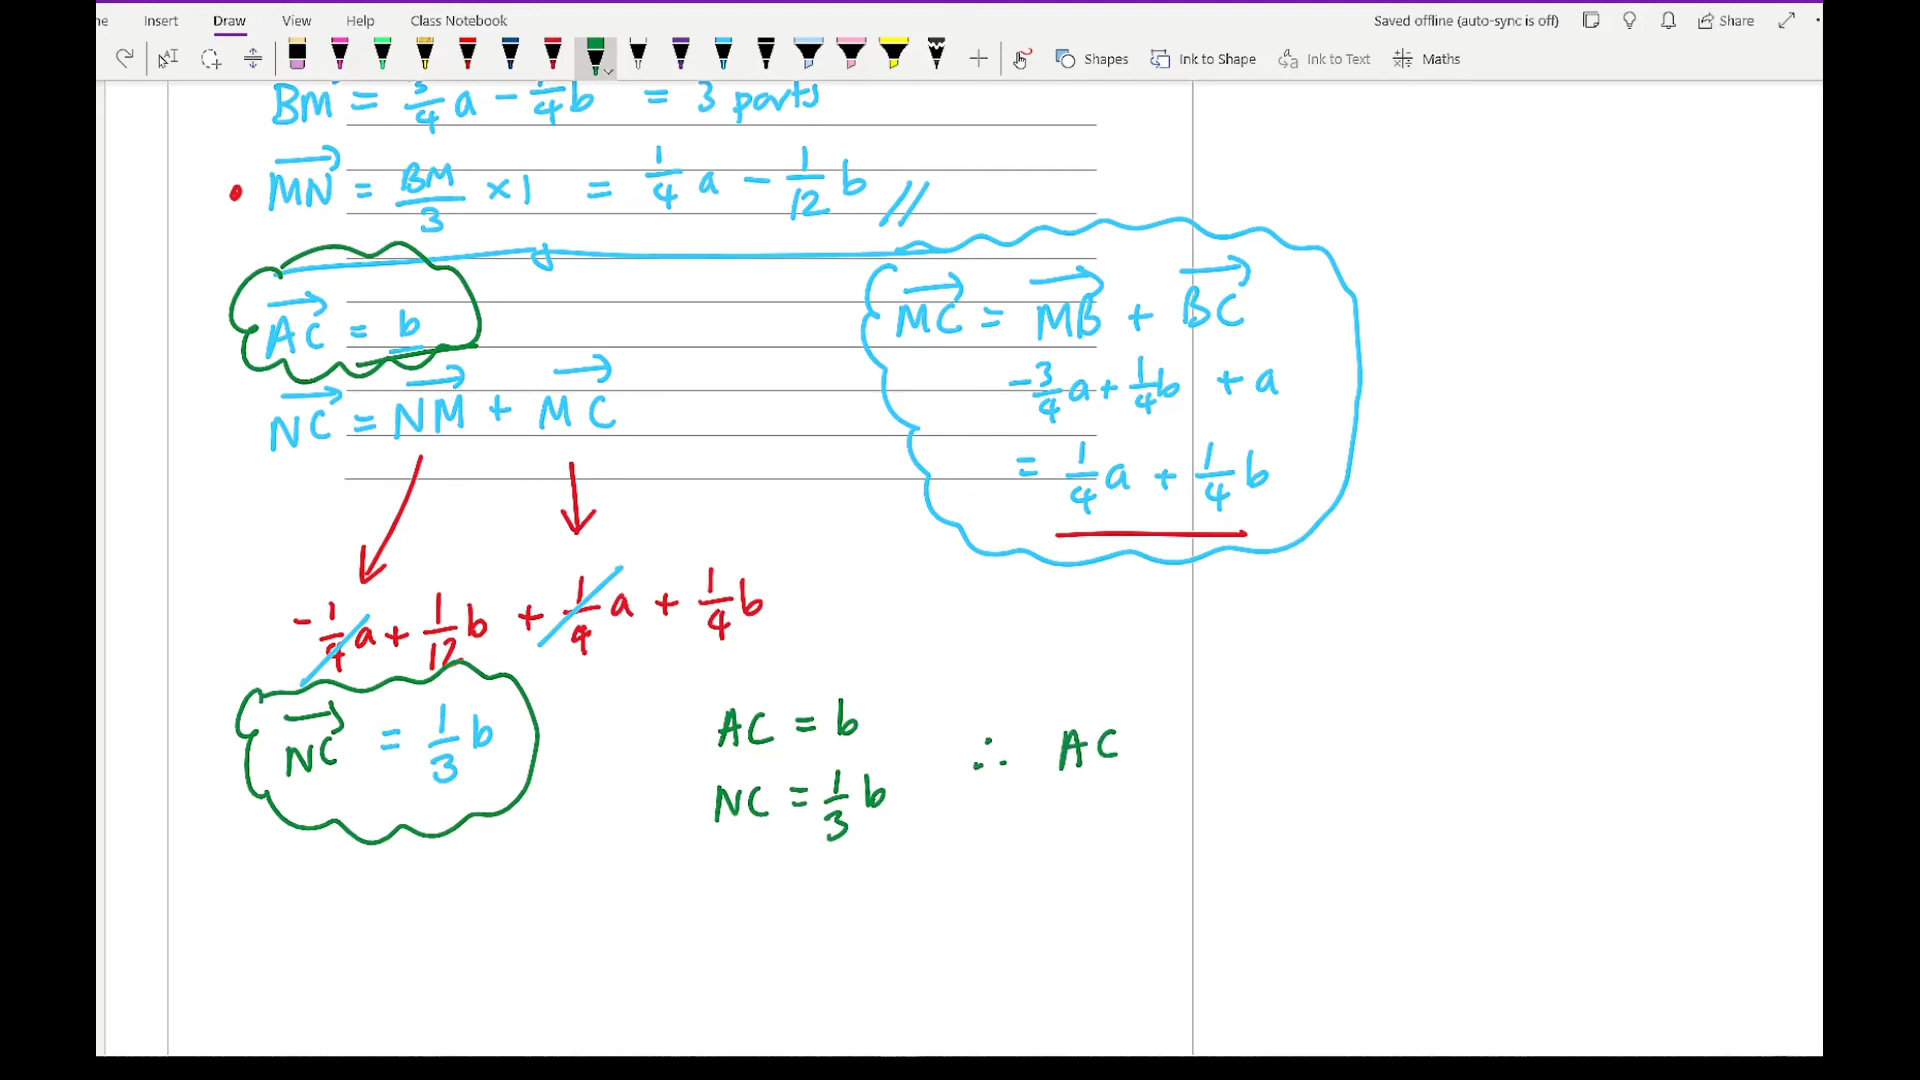 Insert Draw View Help Class Notebook Saved offline (auto-sync is off) Share
Shapes Ink to Shape Ink to Text Maths
BM = 3/4 a - 1/4 b = 3 parts
MN = BM/3 × 1 = 1/4 a - 1/12 b //
AC = b
NC = NM + MC
MC = MB + BC
-3/4 a + 1/4 b + a
= 1/4 a + 1/4 b
-1/4 a + 1/12 b + 1/4 a + 1/4 b
NC = 1/3 b
AC = b
NC = 1/3 b
∴ AC